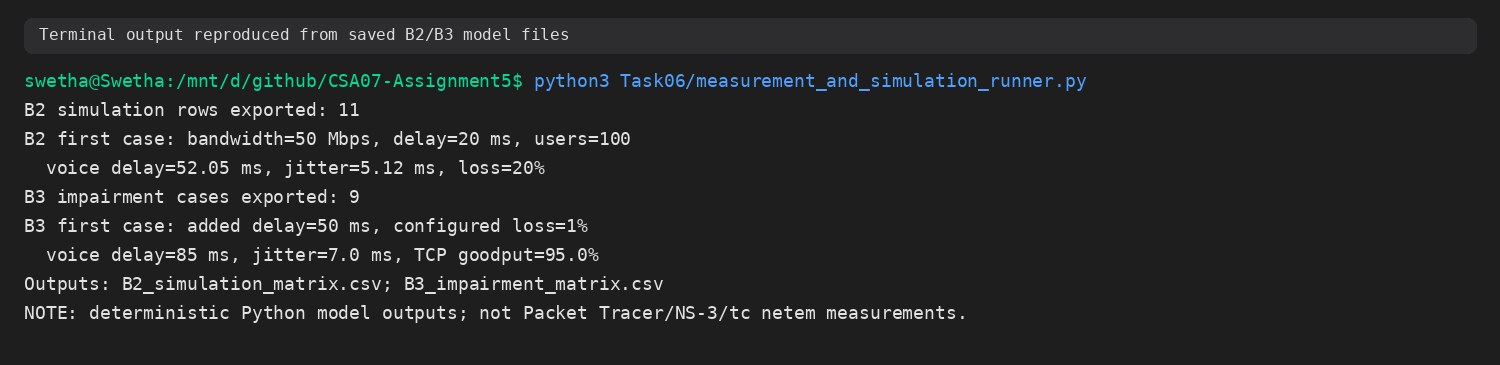 Terminal output reproduced from saved B2/B3 model files
swetha@Swetha:/mnt/d/github/CSA07-Assignment5$ python3 Task06/measurement_and_simulation_runner.py
B2 simulation rows exported: 11
B2 first case: bandwidth=50 Mbps, delay=20 ms, users=100
  voice delay=52.05 ms, jitter=5.12 ms, loss=20%
B3 impairment cases exported: 9
B3 first case: added delay=50 ms, configured loss=1%
  voice delay=85 ms, jitter=7.0 ms, TCP goodput=95.0%
Outputs: B2_simulation_matrix.csv; B3_impairment_matrix.csv
NOTE: deterministic Python model outputs; not Packet Tracer/NS-3/tc netem measurements.